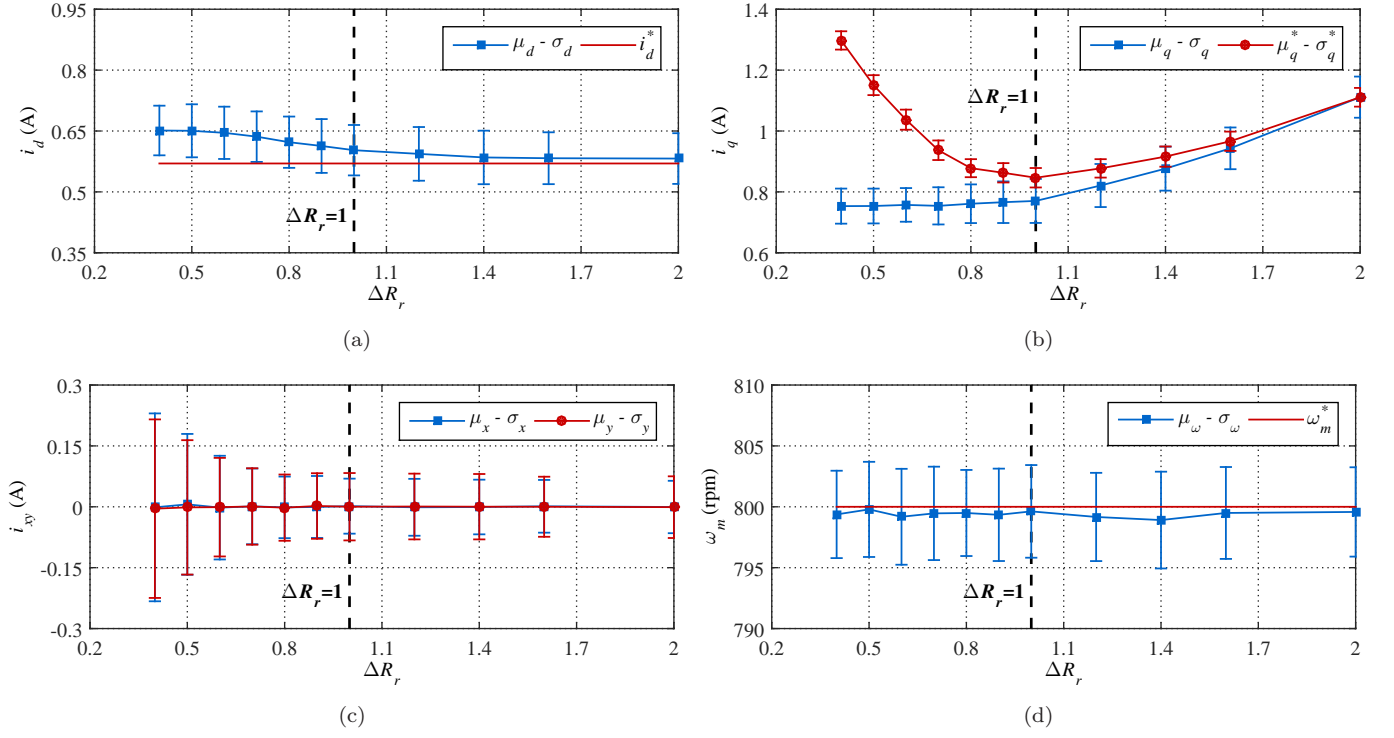 0.95
0.75
0.65
0.55
0.35
i_d (A)
μ_d - σ_d
i_d^*
ΔR_r=1
0.2 0.5 0.8 1.1 1.4 1.7 2
ΔR_r
(a)
1.4
1.2
1
0.8
0.6
i_q (A)
μ_q - σ_q
μ_q^* - σ_q^*
ΔR_r=1
0.2 0.5 0.8 1.1 1.4 1.7 2
ΔR_r
(b)
0.3
0.15
0
-0.15
-0.3
i_xy (A)
μ_x - σ_x
μ_y - σ_y
ΔR_r=1
0.2 0.5 0.8 1.1 1.4 1.7 2
ΔR_r
(c)
810
805
800
795
790
ω_m (rpm)
μ_ω - σ_ω
ω_m^*
ΔR_r=1
0.2 0.5 0.8 1.1 1.4 1.7 2
ΔR_r
(d)